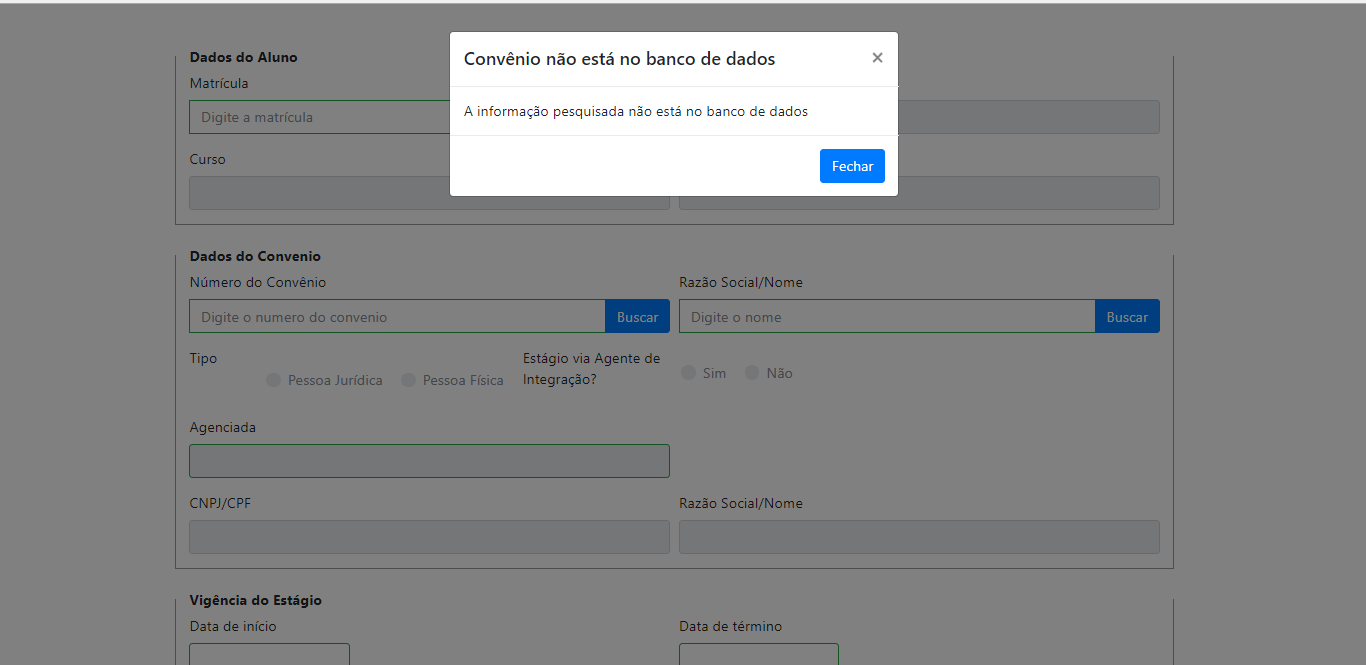 Convênio não está no banco de dados
×
A informação pesquisada não está no banco de dados
Fechar
Dados do Aluno
Matrícula
Digite a matrícula
Curso
Dados do Convenio
Número do Convênio
Razão Social/Nome
Digite o numero do convenio
Buscar
Digite o nome
Buscar
Tipo
Pessoa Jurídica
Pessoa Física
Estágio via Agente de
Integração?
Sim
Não
Agenciada
CNPJ/CPF
Razão Social/Nome
Vigência do Estágio
Data de início
Data de término